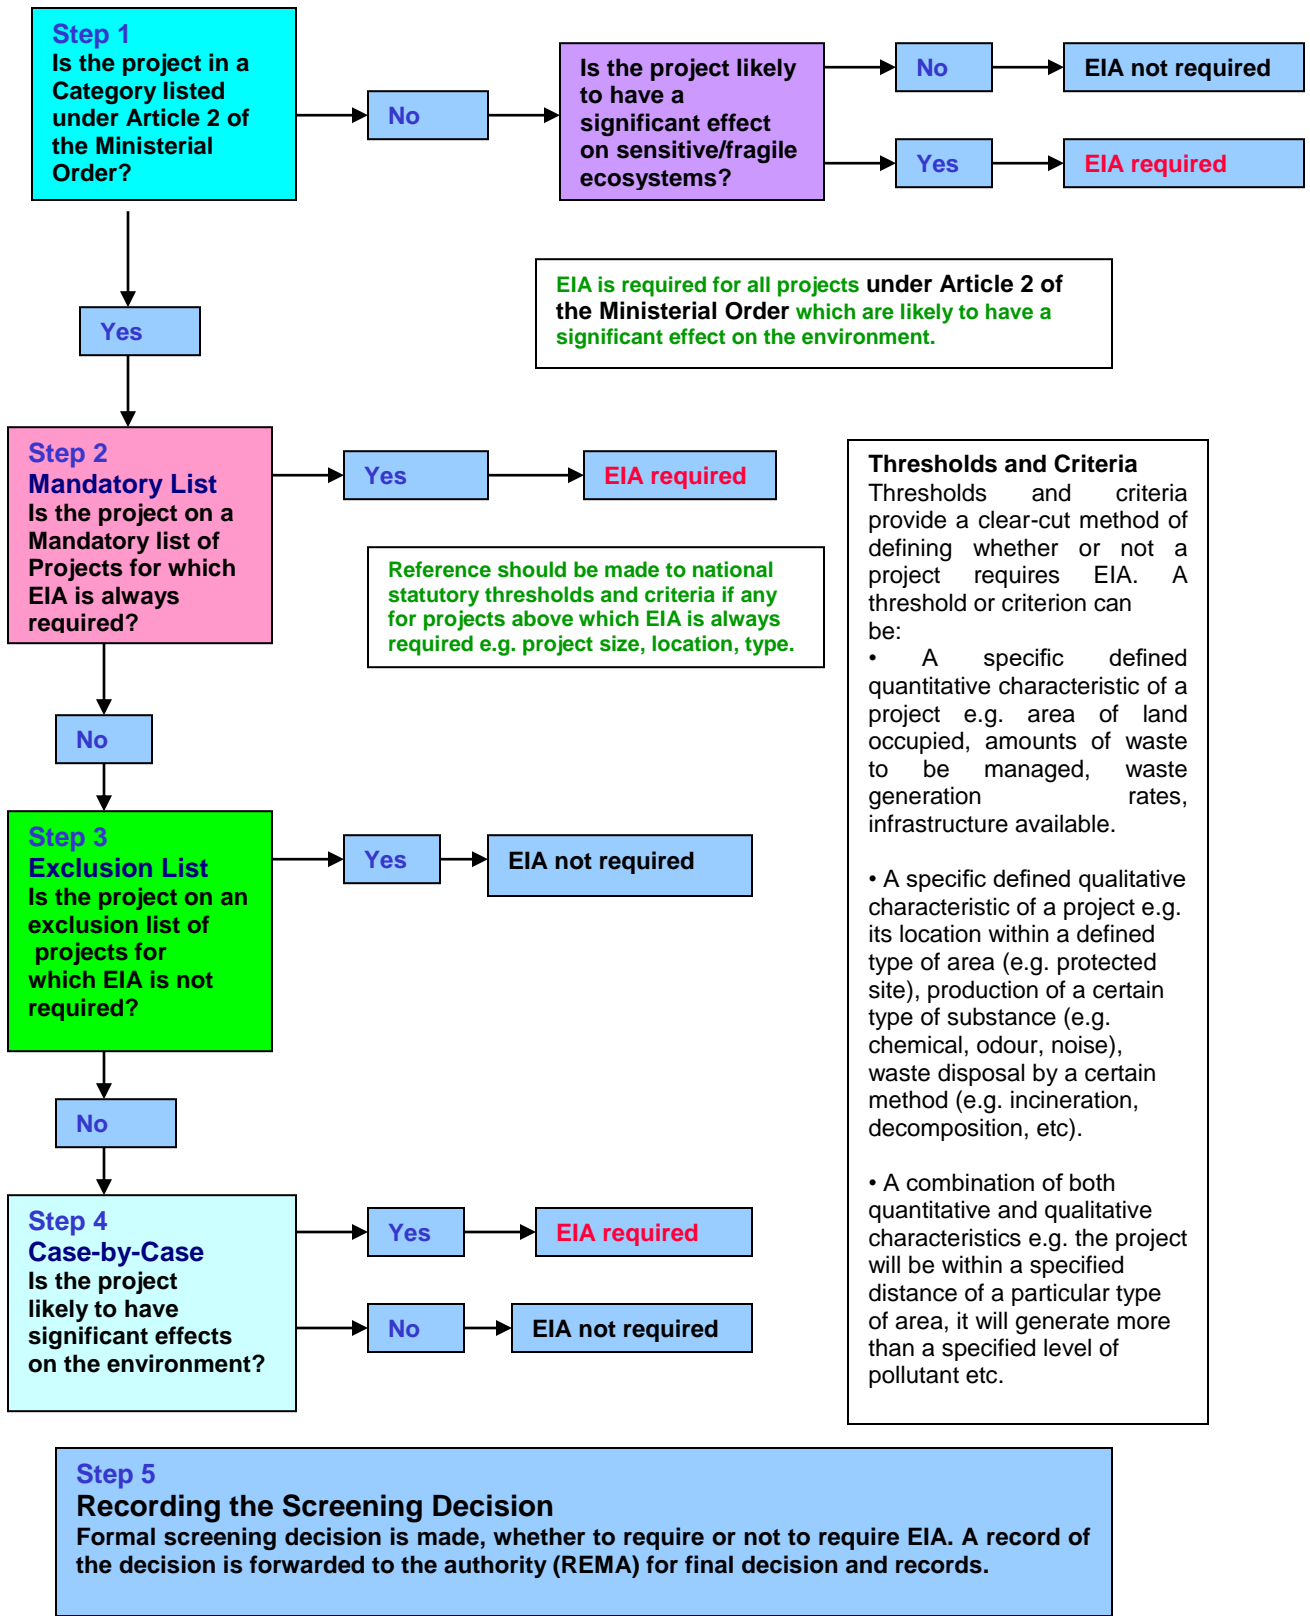 Step 1
Is the project in a
Category listed
under Article 2 of
the Ministerial
Order?
No
Is the project likely
to have a
significant effect
on sensitive/fragile
ecosystems?
No
EIA not required
Yes
EIA required
EIA is required for all projects under Article 2 of
the Ministerial Order which are likely to have a
significant effect on the environment.
Yes
Step 2
Mandatory List
Is the project on a
Mandatory list of
Projects for which
EIA is always
required?
Yes
EIA required
Reference should be made to national
statutory thresholds and criteria if any
for projects above which EIA is always
required e.g. project size, location, type.
No
Step 3
Exclusion List
Is the project on an
exclusion list of
projects for
which EIA is not
required?
Yes
EIA not required
No
Step 4
Case-by-Case
Is the project
likely to have
significant effects
on the environment?
Yes
EIA required
No
EIA not required
Thresholds and Criteria
Thresholds and criteria
provide a clear-cut method of
defining whether or not a
project requires EIA. A
threshold or criterion can
be:
• A specific defined
quantitative characteristic of a
project e.g. area of land
occupied, amounts of waste
to be managed, waste
generation rates,
infrastructure available.
• A specific defined qualitative
characteristic of a project e.g.
its location within a defined
type of area (e.g. protected
site), production of a certain
type of substance (e.g.
chemical, odour, noise),
waste disposal by a certain
method (e.g. incineration,
decomposition, etc).
• A combination of both
quantitative and qualitative
characteristics e.g. the project
will be within a specified
distance of a particular type
of area, it will generate more
than a specified level of
pollutant etc.
Step 5
Recording the Screening Decision
Formal screening decision is made, whether to require or not to require EIA. A record of
the decision is forwarded to the authority (REMA) for final decision and records.